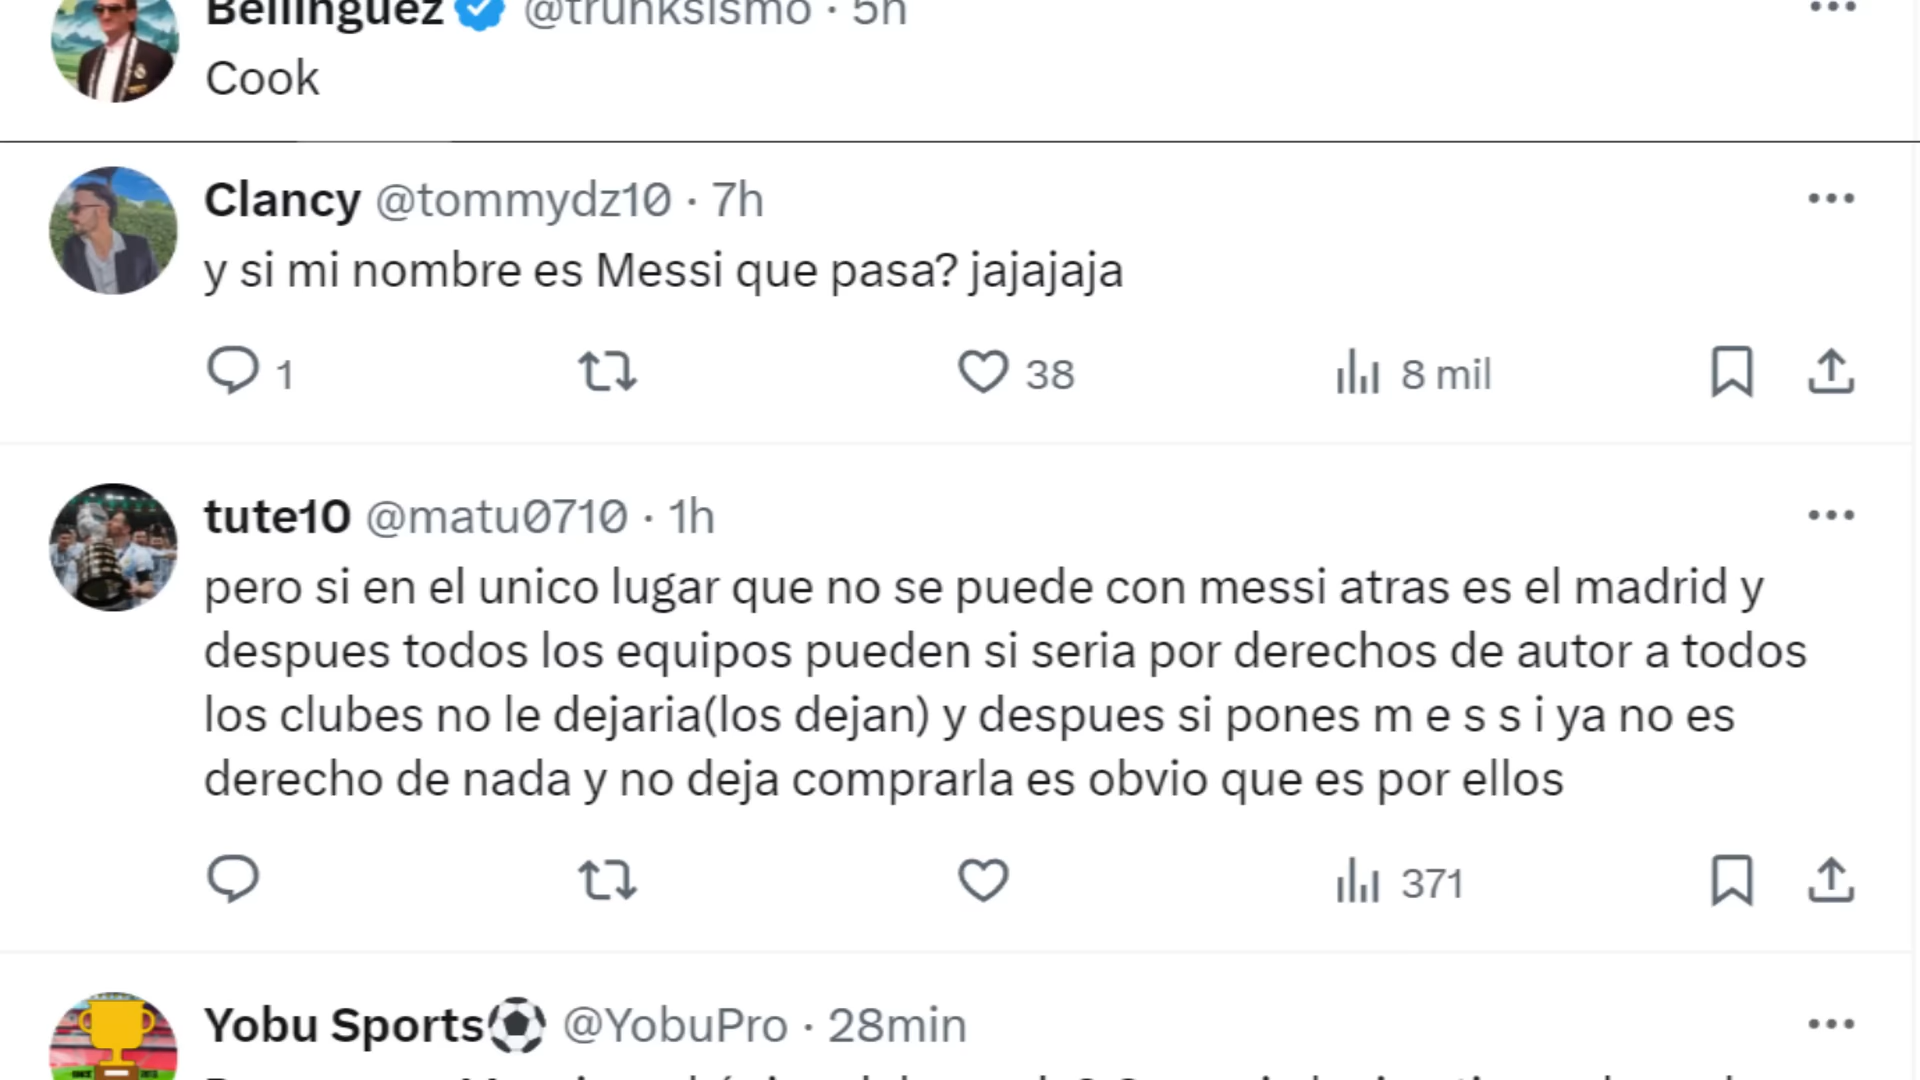 Bellinguez @trunksismo · 5h
Cook
Clancy @tommydz10 · 7h
y si mi nombre es Messi que pasa? jajajaja
1 38 8 mil
tute10 @matu0710 · 1h
pero si en el unico lugar que no se puede con messi atras es el madrid y
despues todos los equipos pueden si seria por derechos de autor a todos
los clubes no le dejaria(los dejan) y despues si pones m e s s i ya no es
derecho de nada y no deja comprarla es obvio que es por ellos
371
Yobu Sports @YobuPro · 28min